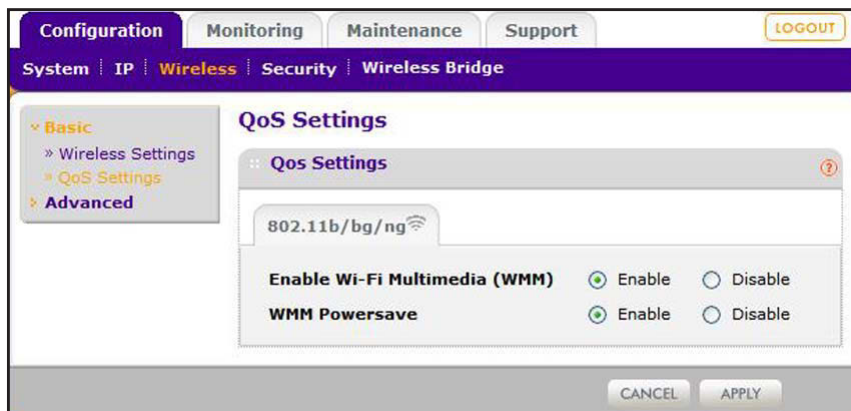 Configuration Monitoring Maintenance Support LOGOUT
System IP Wireless Security Wireless Bridge
Basic
» Wireless Settings
» QoS Settings
Advanced
QoS Settings
Qos Settings ?
802.11b/bg/ng
Enable Wi-Fi Multimedia (WMM) Enable Disable
WMM Powersave Enable Disable
CANCEL APPLY